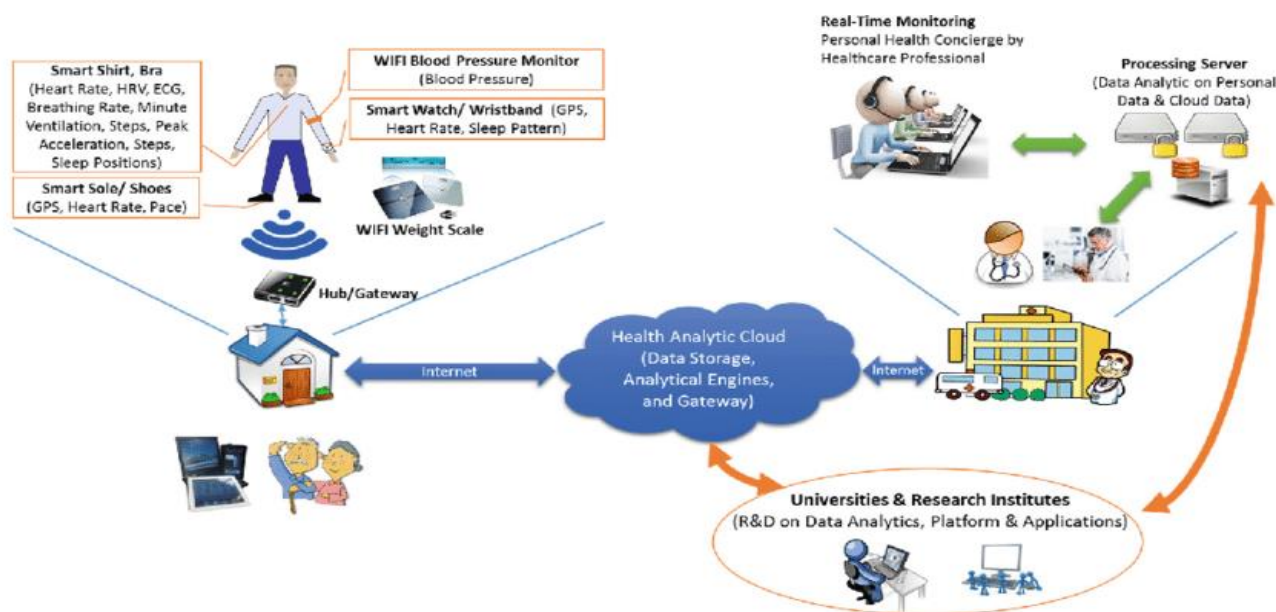 Smart Shirt, Bra
(Heart Rate, HRV, ECG,
Breathing Rate, Minute
Ventilation, Steps, Peak
Acceleration, Steps,
Sleep Positions)
Smart Sole/ Shoes
(GPS, Heart Rate, Pace)
WIFI Blood Pressure Monitor
(Blood Pressure)
Smart Watch/ Wristband (GPS,
Heart Rate, Sleep Pattern)
WIFI Weight Scale
Hub/Gateway
Real-Time Monitoring
Personal Health Concierge by
Healthcare Professional
Processing Server
(Data Analytic on Personal
Data & Cloud Data)
Internet
Health Analytic Cloud
(Data Storage,
Analytical Engines,
and Gateway)
Internet
Universities & Research Institutes
(R&D on Data Analytics, Platform & Applications)